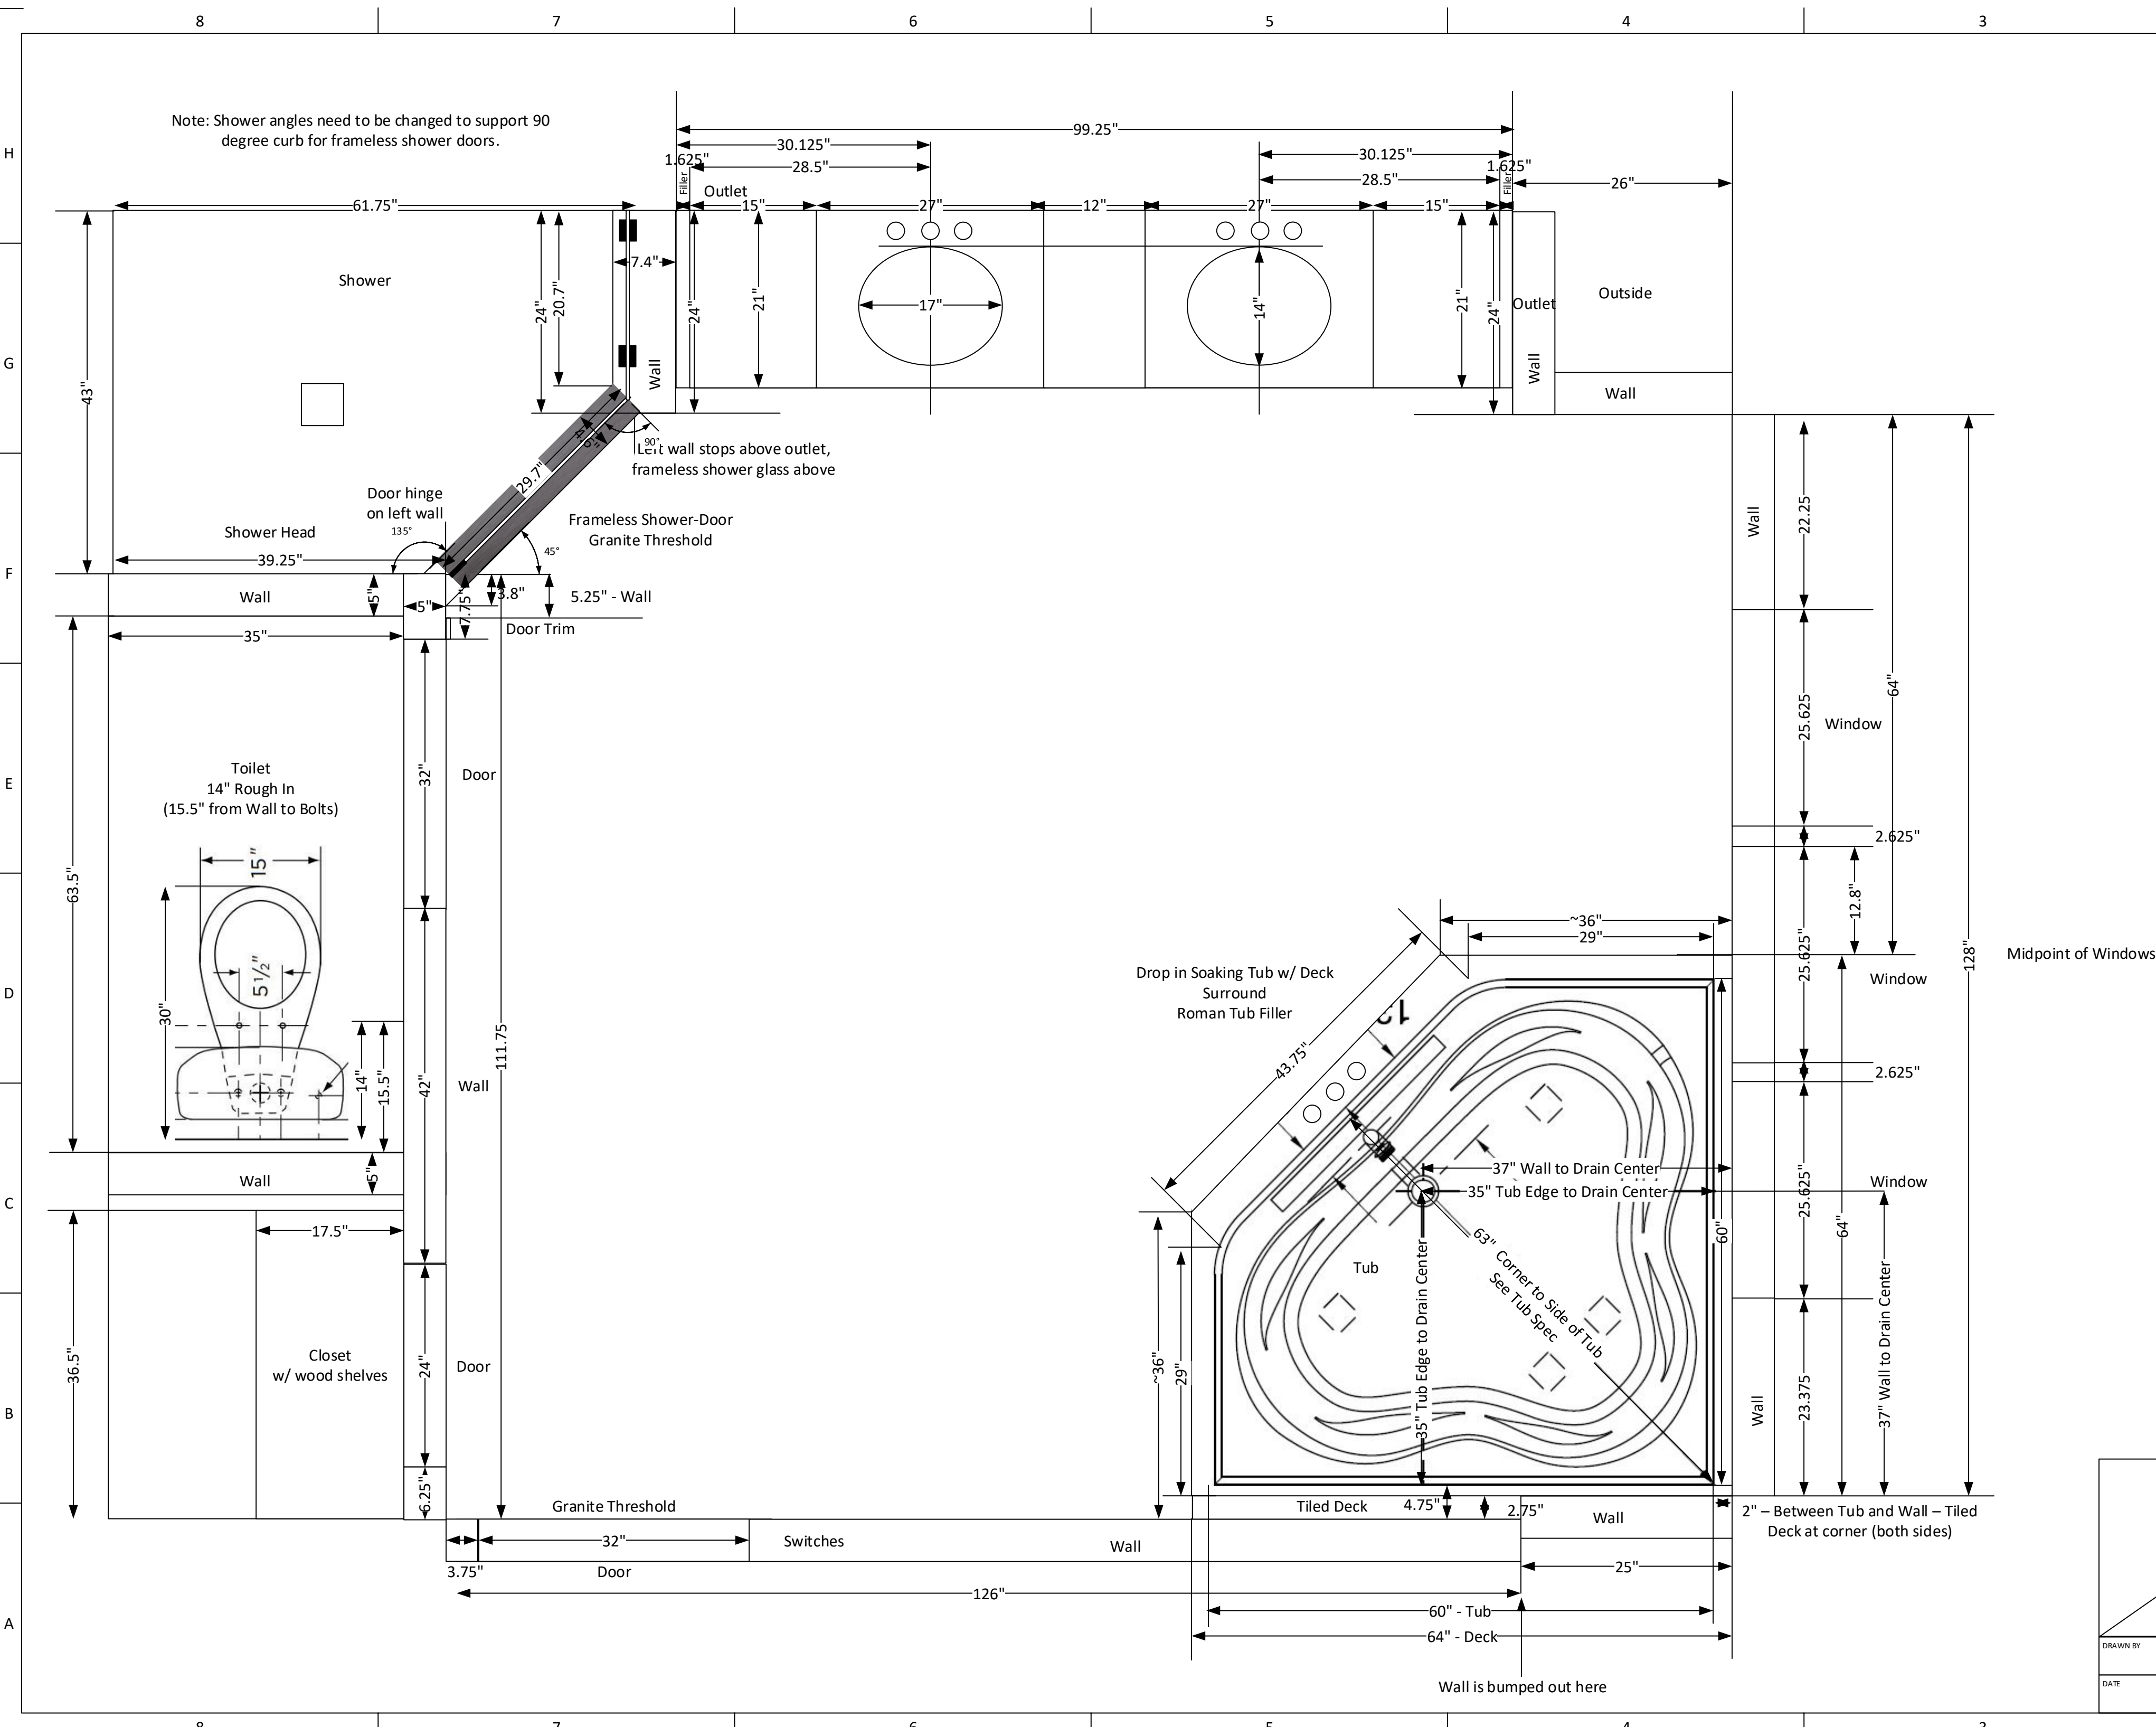 8 7 6 5 4 3
H
G
F
E
D
C
B
A
Note: Shower angles need to be changed to support 90
degree curb for frameless shower doors.
99.25"
30.125"
30.125"
1.625"
28.5"
1.625"
28.5"
26"
Filler
Outlet
Filler
61.75"
15"
27"
12"
27"
15"
43"
Shower
24"
20.7"
7.4"
Wall
24"
21"
17"
14"
21"
24"
Outlet
Wall
Outside
Wall
29.7"
90°
Left wall stops above outlet,
frameless shower glass above
Door hinge
on left wall
135°
Shower Head
39.25"
Frameless Shower-Door
Granite Threshold
45°
Wall
5"
5"
7.75"
3.8"
5.25" - Wall
Door Trim
35"
63.5"
Toilet
14" Rough In
(15.5" from Wall to Bolts)
15"
5½"
30"
14"
15.5"
32"
Door
42"
Wall
111.75
Wall
5"
17.5"
36.5"
Closet
w/ wood shelves
24"
Door
6.25"
Granite Threshold
32"
3.75"
Door
Switches
Wall
126"
Wall
22.25
25.625
Window
64"
2.625"
12.8"
25.625"
128"
Midpoint of Windows
Window
2.625"
25.625"
Window
64"
37" Wall to Drain Center
Wall
23.375
~36"
29"
Drop in Soaking Tub w/ Deck
Surround
Roman Tub Filler
43.75"
37" Wall to Drain Center
35" Tub Edge to Drain Center
35" Tub Edge to Drain Center
63" Corner to Side of Tub
See Tub Spec
60"
Tub
~36"
29"
Tiled Deck
4.75"
2.75"
Wall
2" – Between Tub and Wall – Tiled
Deck at corner (both sides)
25"
60" - Tub
64" - Deck
Wall is bumped out here
DRAWN BY
DATE
8 7 6 5 4 3